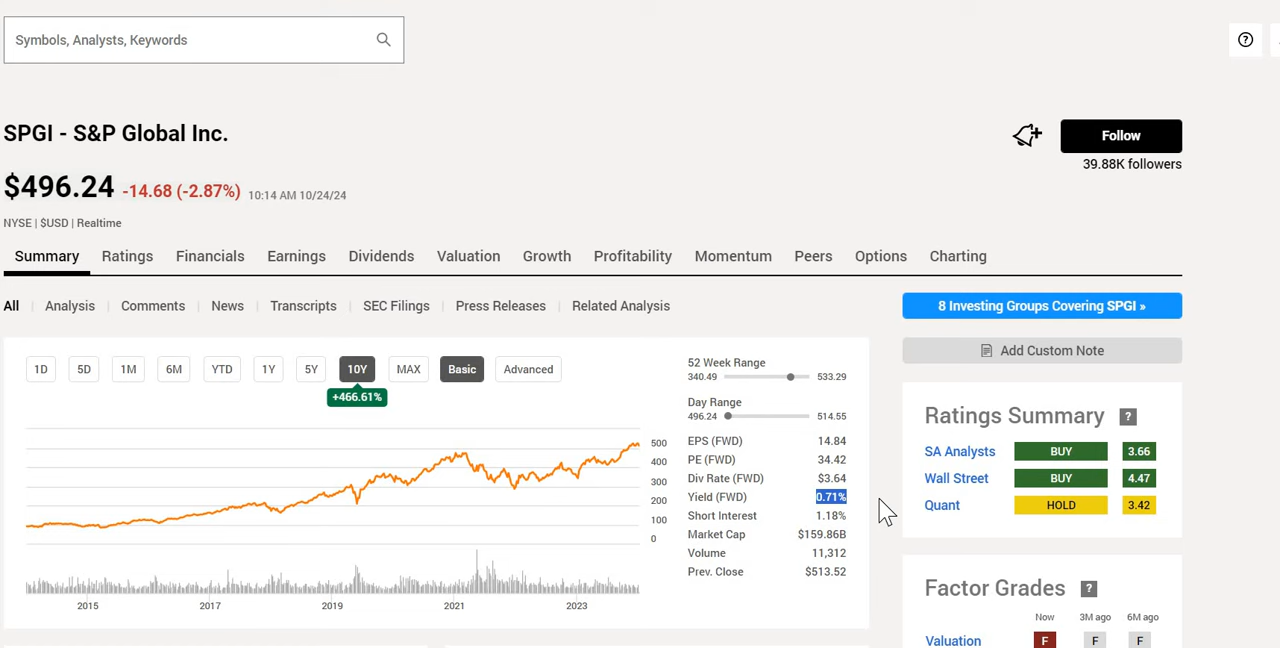 Symbols, Analysts, Keywords
SPGI - S&P Global Inc.
Follow
39.88K followers
$496.24 -14.68 (-2.87%) 10:14 AM 10/24/24
NYSE | $USD | Realtime
Summary Ratings Financials Earnings Dividends Valuation Growth Profitability Momentum Peers Options Charting
All | Analysis | Comments | News | Transcripts | SEC Filings | Press Releases | Related Analysis
8 Investing Groups Covering SPGI »
Add Custom Note
1D 5D 1M 6M YTD 1Y 5Y 10Y MAX Basic Advanced
+466.61%
500
400
300
200
100
0
2015 2017 2019 2021 2023
52 Week Range
340.49 533.29
Day Range
496.24 514.55
EPS (FWD) 14.84
PE (FWD) 34.42
Div Rate (FWD) $3.64
Yield (FWD) 0.71%
Short Interest 1.18%
Market Cap $159.86B
Volume 11,312
Prev. Close $513.52
Ratings Summary ?
SA Analysts BUY 3.66
Wall Street BUY 4.47
Quant HOLD 3.42
Factor Grades ?
Now 3M ago 6M ago
Valuation F F F